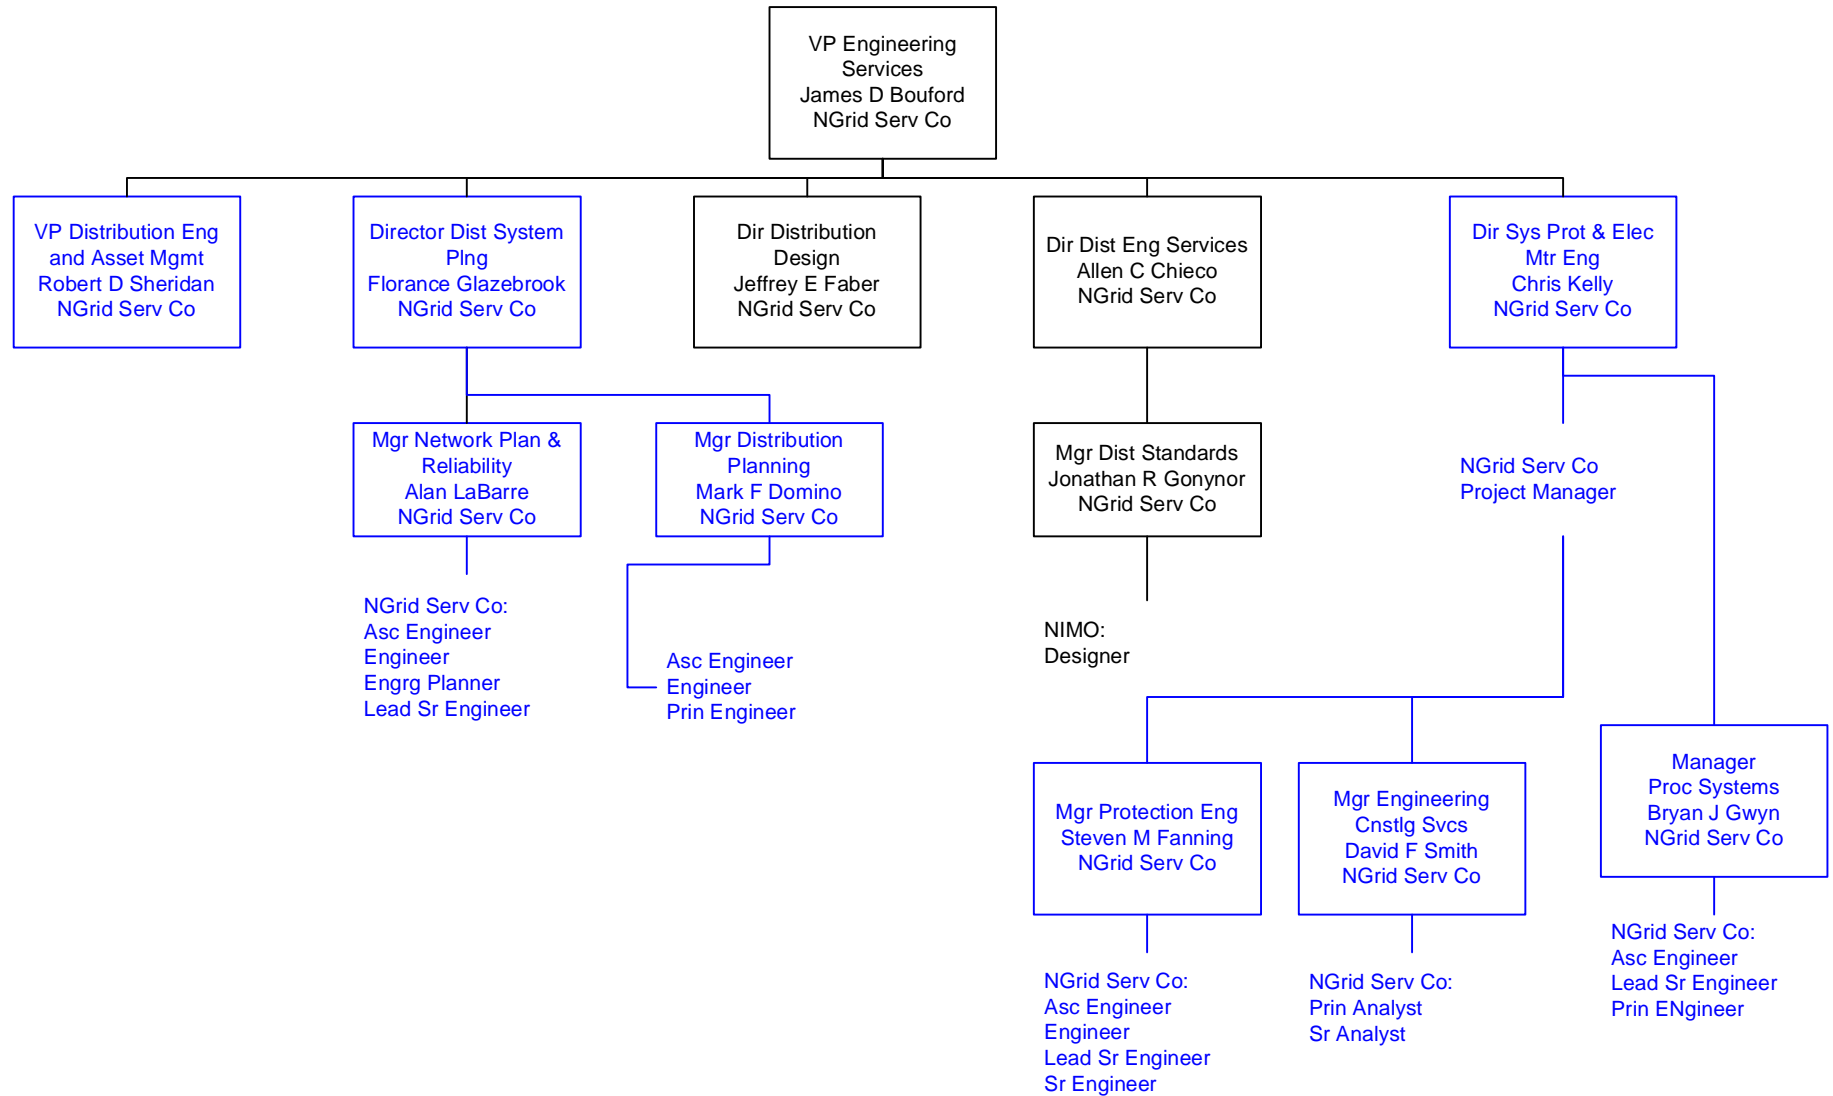 VP Engineering
Services
James D Bouford
NGrid Serv Co
VP Distribution Eng
and Asset Mgmt
Robert D Sheridan
NGrid Serv Co
Director Dist System
Plng
Florance Glazebrook
NGrid Serv Co
Dir Distribution
Design
Jeffrey E Faber
NGrid Serv Co
Dir Dist Eng Services
Allen C Chieco
NGrid Serv Co
Dir Sys Prot & Elec
Mtr Eng
Chris Kelly
NGrid Serv Co
Mgr Network Plan &
Reliability
Alan LaBarre
NGrid Serv Co
Mgr Distribution
Planning
Mark F Domino
NGrid Serv Co
Mgr Dist Standards
Jonathan R Gonynor
NGrid Serv Co
NGrid Serv Co
Project Manager
NGrid Serv Co:
Asc Engineer
Engineer
Engrg Planner
Lead Sr Engineer
Asc Engineer
Engineer
Prin Engineer
NIMO:
Designer
Mgr Protection Eng
Steven M Fanning
NGrid Serv Co
Mgr Engineering
Cnstlg Svcs
David F Smith
NGrid Serv Co
Manager
Proc Systems
Bryan J Gwyn
NGrid Serv Co
NGrid Serv Co:
Asc Engineer
Engineer
Lead Sr Engineer
Sr Engineer
NGrid Serv Co:
Prin Analyst
Sr Analyst
NGrid Serv Co:
Asc Engineer
Lead Sr Engineer
Prin ENgineer